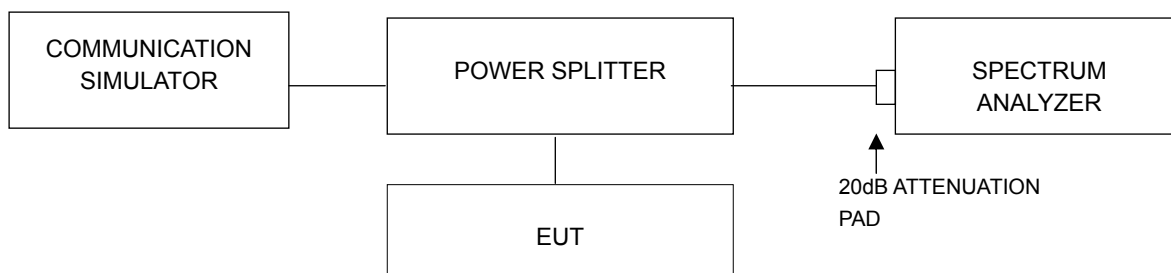 COMMUNICATION
SIMULATOR
POWER SPLITTER
SPECTRUM
ANALYZER
20dB ATTENUATION
PAD
EUT